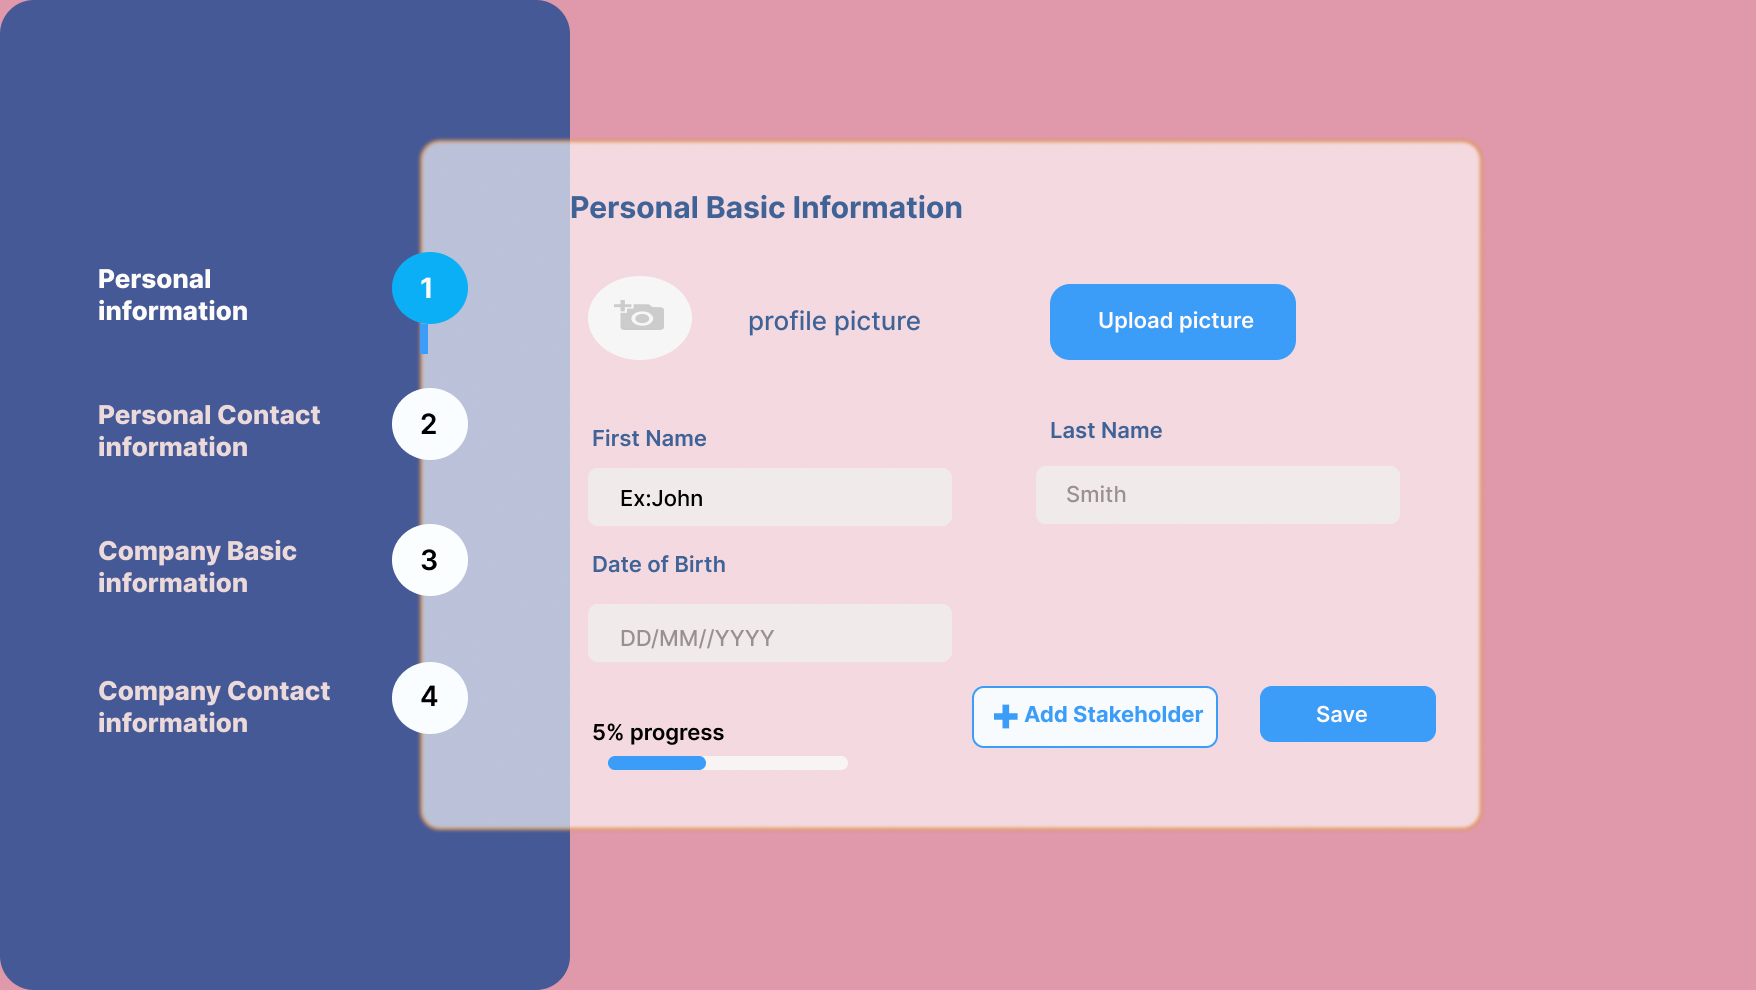 Personal
information
1
Personal Contact
information
2
Company Basic
information
3
Company Contact
information
4
Personal Basic Information
profile picture
Upload picture
First Name
Last Name
Ex:John
Smith
Date of Birth
DD/MM//YYYY
5% progress
Add Stakeholder
Save